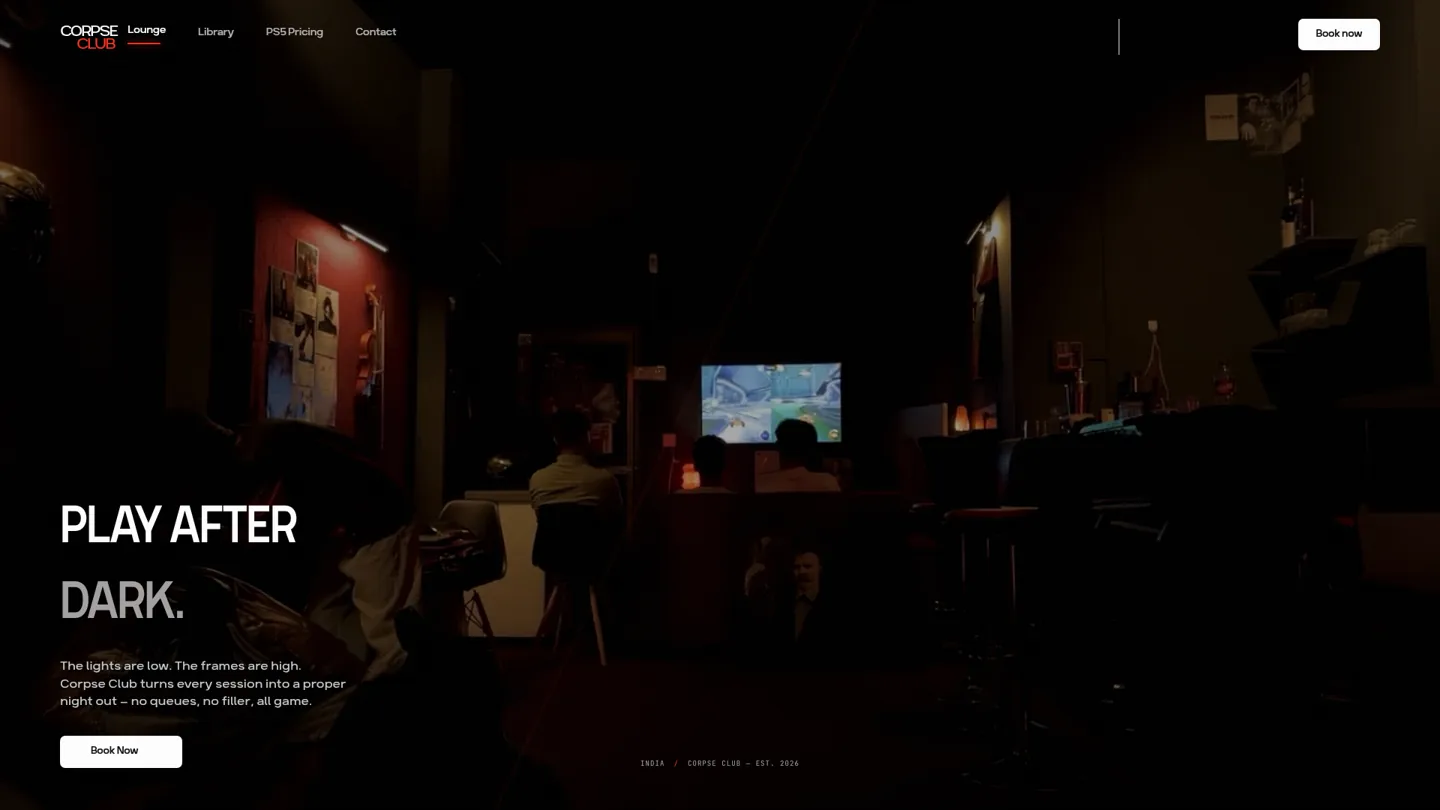 CORPSE
CLUB
Lounge
Library
PS5 Pricing
Contact
Book now
PLAY AFTER
DARK.
The lights are low. The frames are high.
Corpse Club turns every session into a proper
night out – no queues, no filler, all game.
Book Now
INDIA / CORPSE CLUB — EST. 2026